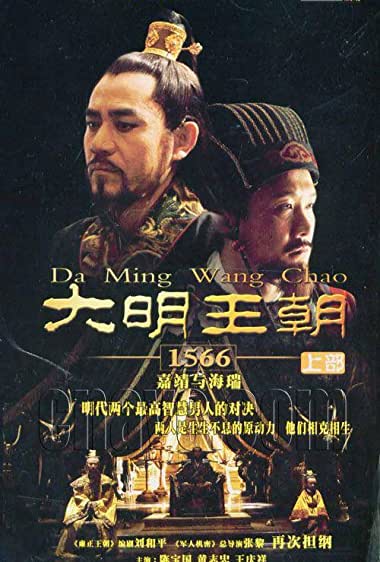 Da Ming Wang Chao
大明王朝
1566
上部
嘉靖与海瑞
明代两个最高智慧男人的对决
两人是生生不息的原动力 他们相克相生
《雍正王朝》编剧刘和平 《军人机密》总导演张黎 再次担纲
主演:陈宝国 黄志忠 王庆祥